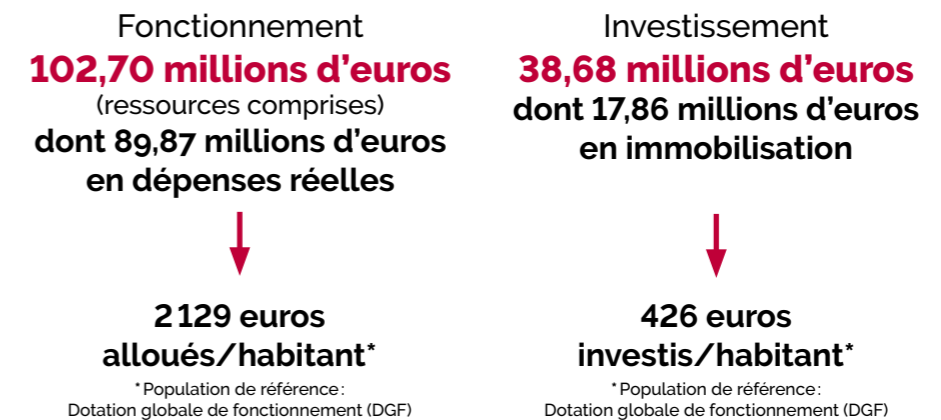 Fonctionnement
102,70 millions d’euros
(ressources comprises)
dont 89,87 millions d’euros
en dépenses réelles
2 129 euros
alloués/habitant*
* Population de référence :
Dotation globale de fonctionnement (DGF)
Investissement
38,68 millions d’euros
dont 17,86 millions d’euros
en immobilisation
426 euros
investis/habitant*
* Population de référence :
Dotation globale de fonctionnement (DGF)